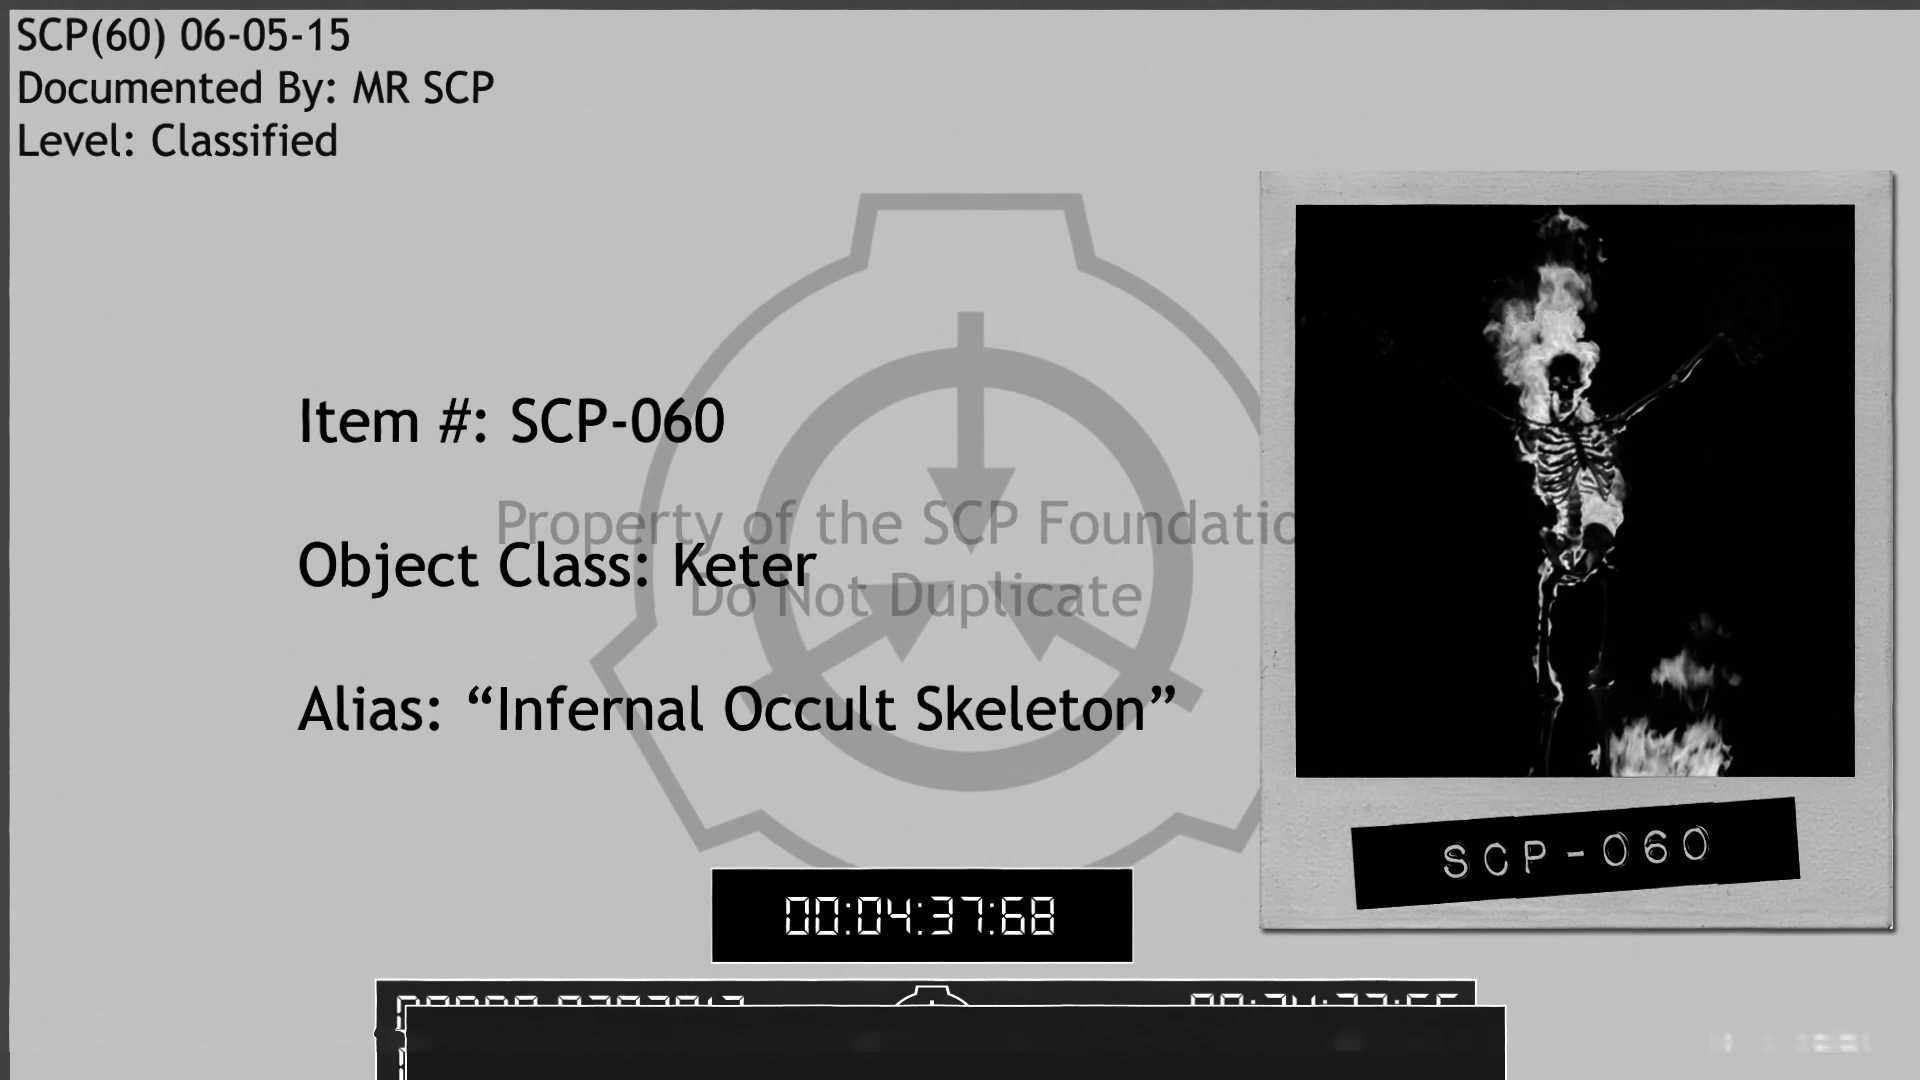 SCP(60) 06-05-15
Documented By: MR SCP
Level: Classified
Item #: SCP-060
Property of the SCP Foundatio
Object Class: Keter
Do Not Duplicate
Alias: “Infernal Occult Skeleton”
SCP-060
00:04:37:68